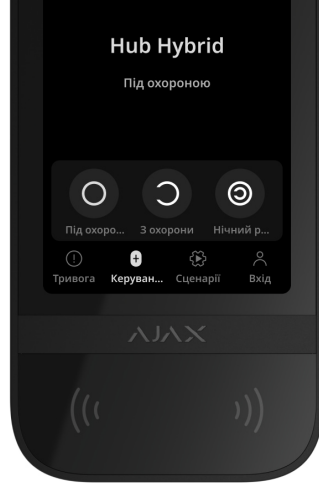 Hub Hybrid
Під охороною
Під охоро... З охорони Нічний р...
Тривога Керуван... Сценарії Вхід
AJAX